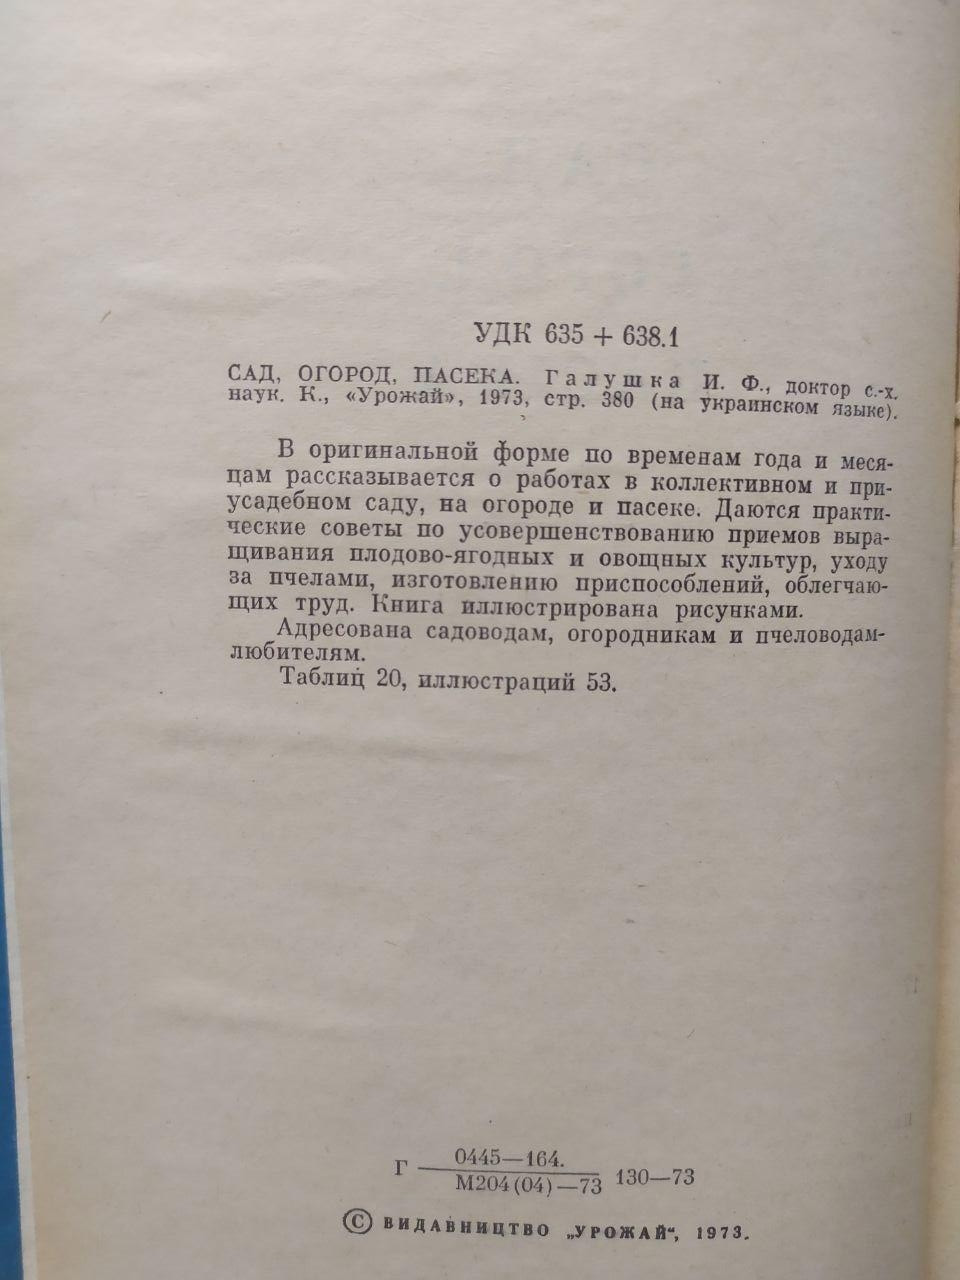 УДК 635 + 638.1
САД, ОГОРОД, ПАСЕКА. Галушка И. Ф., доктор с.-х.
наук. К., «Урожай», 1973, стр. 380 (на украинском языке).
В оригинальной форме по временам года и меся-
цам рассказывается о работах в коллективном и при-
усадебном саду, на огороде и пасеке. Даются практи-
ческие советы по усовершенствованию приемов выра-
щивания плодово-ягодных и овощных культур, уходу
за пчелами, изготовлению приспособлений, облегчаю-
щих труд. Книга иллюстрирована рисунками.
Адресована садоводам, огородникам и пчеловодам-
любителям.
Таблиц 20, иллюстраций 53.
0445—164.
Г М204(04)—73 130—73
© ВИДАВНИЦТВО „УРОЖАЙ“, 1973.